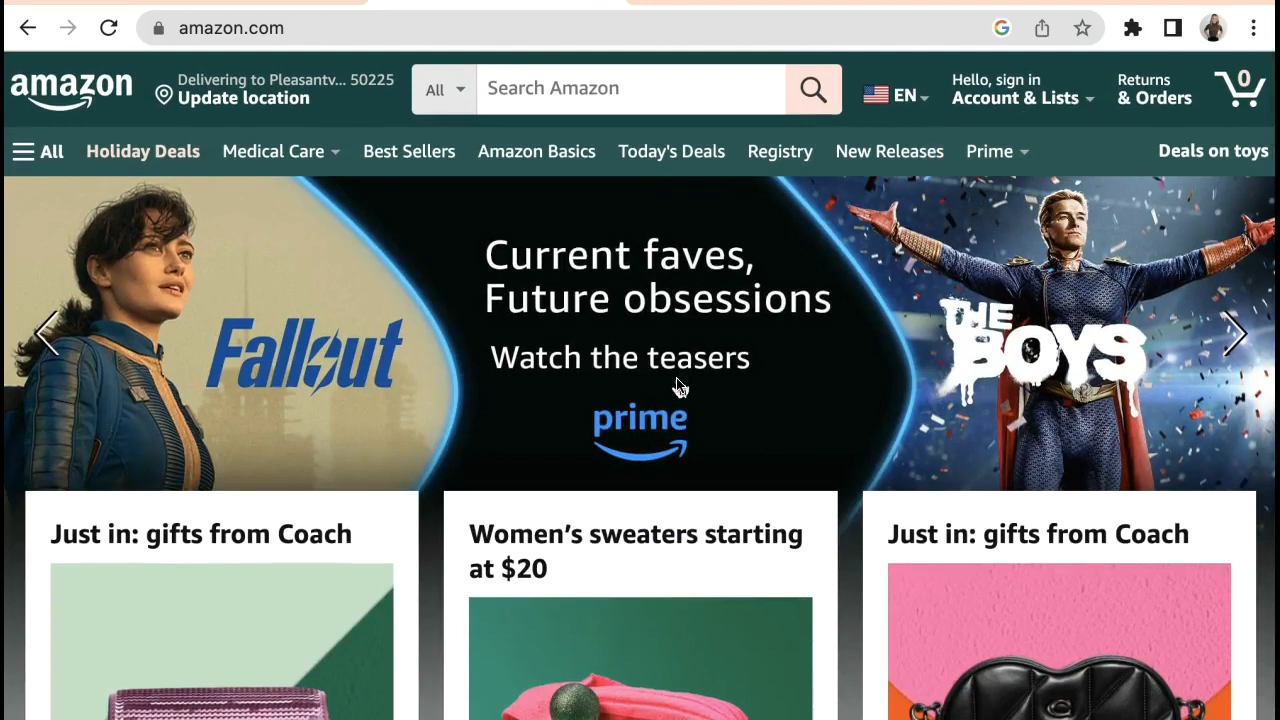 amazon.com
amazon
Delivering to Pleasantv... 50225
Update location
All
Search Amazon
EN
Hello, sign in
Account & Lists
Returns
& Orders
0
All
Holiday Deals
Medical Care
Best Sellers
Amazon Basics
Today's Deals
Registry
New Releases
Prime
Deals on toys
Fallout
Current faves,
Future obsessions
Watch the teasers
prime
THE
BOYS
Just in: gifts from Coach
Women's sweaters starting
at $20
Just in: gifts from Coach